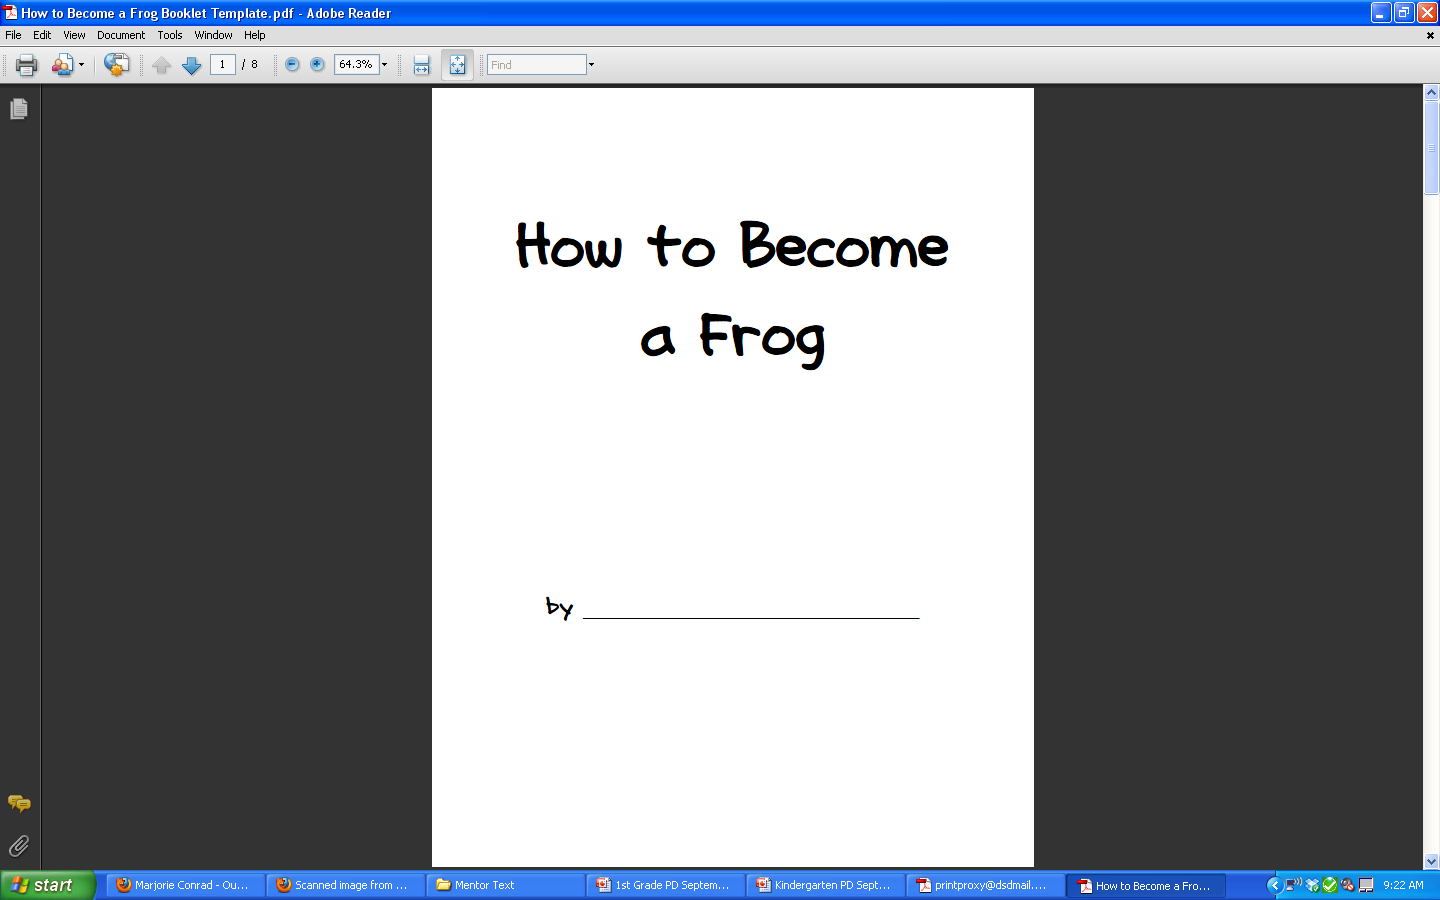 How to Become a Frog Booklet Template.pdf - Adobe Reader
File Edit View Document Tools Window Help
1 / 8 64.3% Find
How to Become
a Frog
by ______________________________
start Marjorie Conrad - Ou... Scanned image from ... Mentor Text 1st Grade PD Septem... Kindergarten PD Sept... printproxy@dsdmail.... How to Become a Fro... 9:22 AM